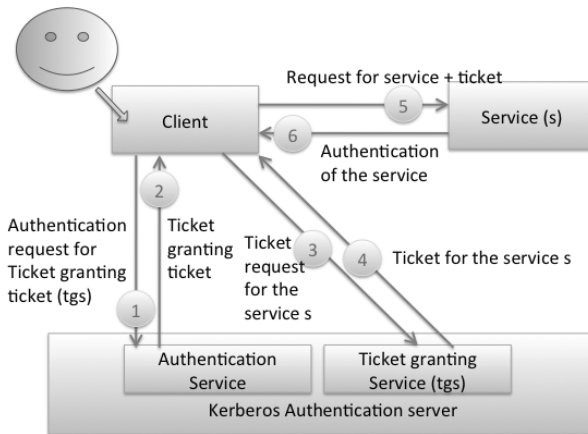 Request for service + ticket
5
Client
Service (s)
6
Authentication
of the service
2
Authentication
request for
Ticket granting
ticket (tgs)
Ticket
granting
ticket
Ticket
request
for the
service s
3
4
Ticket for the service s
1
Authentication
Service
Ticket granting
Service (tgs)
Kerberos Authentication server